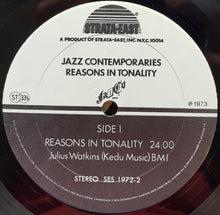 STRATA-EAST
A PRODUCT OF STRATA-EAST, INC. N.Y.C. 10014
JAZZ CONTEMPORARIES
REASONS IN TONALITY
ST 33⅓
℗ 1973
SIDE 1.
REASONS IN TONALITY 24.00
Julius Watkins (Kedu Music) BMI
STEREO SES. 1972-2